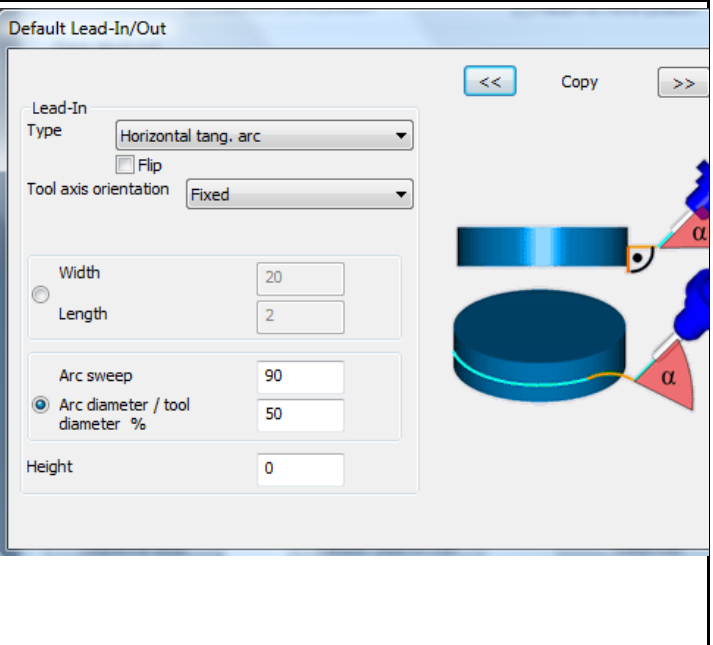 Default Lead-In/Out
<< Copy >>
Lead-In
Type Horizontal tang. arc
Flip
Tool axis orientation Fixed
Width 20
Length 2
Arc sweep 90
Arc diameter / tool
diameter % 50
Height 0
α
α